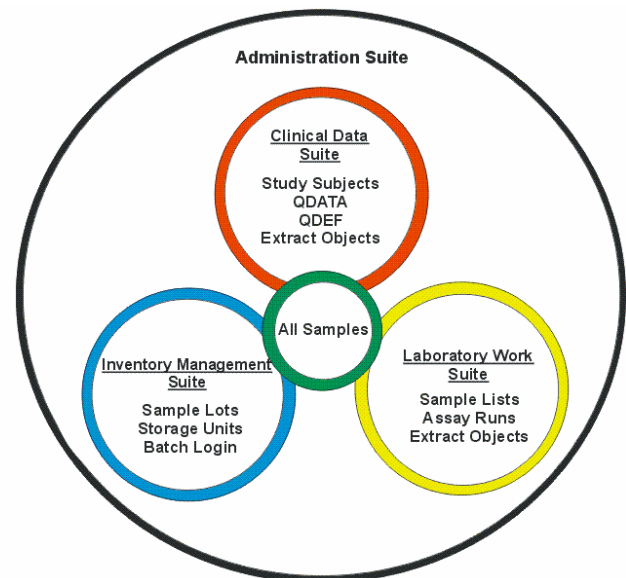 Administration Suite
Clinical Data
Suite
Study Subjects
QDATA
QDEF
Extract Objects
All Samples
Inventory Management
Suite
Sample Lots
Storage Units
Batch Login
Laboratory Work
Suite
Sample Lists
Assay Runs
Extract Objects